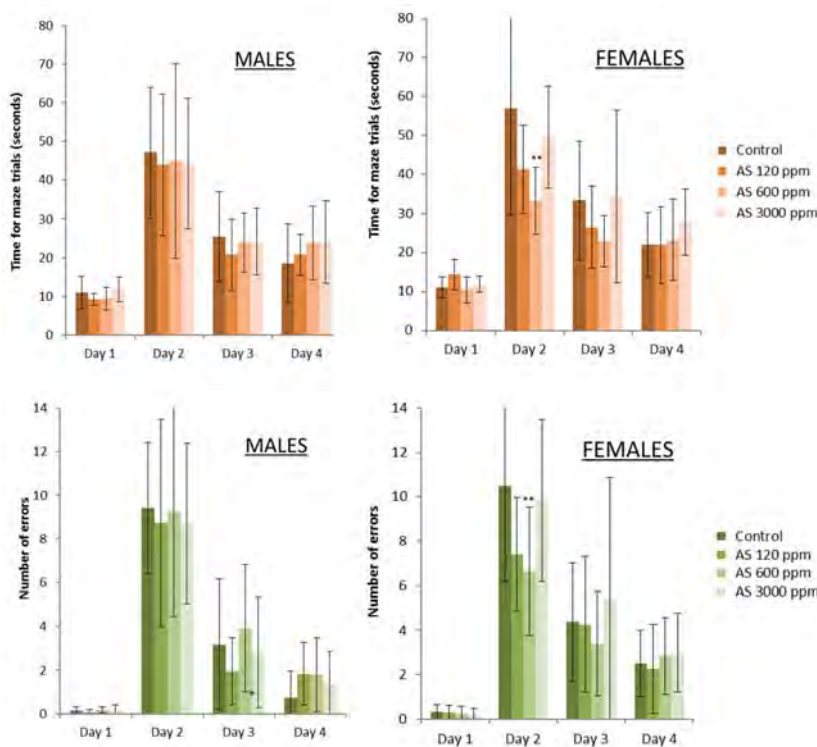 MALES
Time for maze trials (seconds)
80
70
60
50
40
30
20
10
0
Day 1 Day 2 Day 3 Day 4
FEMALES
Time for maze trials (seconds)
80
70
60
50
40
30
20
10
0
**
Day 1 Day 2 Day 3 Day 4
Control
AS 120 ppm
AS 600 ppm
AS 3000 ppm
MALES
Number of errors
14
12
10
8
6
4
2
0
*
Day 1 Day 2 Day 3 Day 4
FEMALES
Number of errors
14
12
10
8
6
4
2
0
**
Day 1 Day 2 Day 3 Day 4
Control
AS 120 ppm
AS 600 ppm
AS 3000 ppm